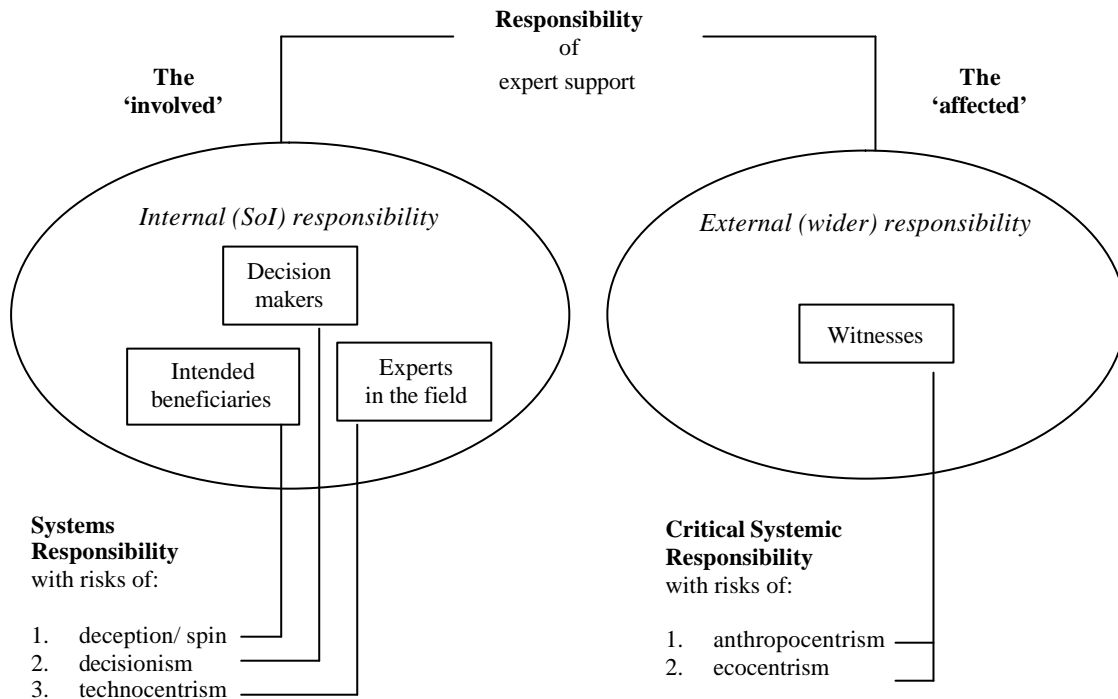 Responsibility
of
expert support
The
‘involved’
The
‘affected’
Internal (SoI) responsibility
Decision
makers
Intended
beneficiaries
Experts
in the field
External (wider) responsibility
Witnesses
Systems
Responsibility
with risks of:
1. deception/ spin
2. decisionism
3. technocentrism
Critical Systemic
Responsibility
with risks of:
1. anthropocentrism
2. ecocentrism